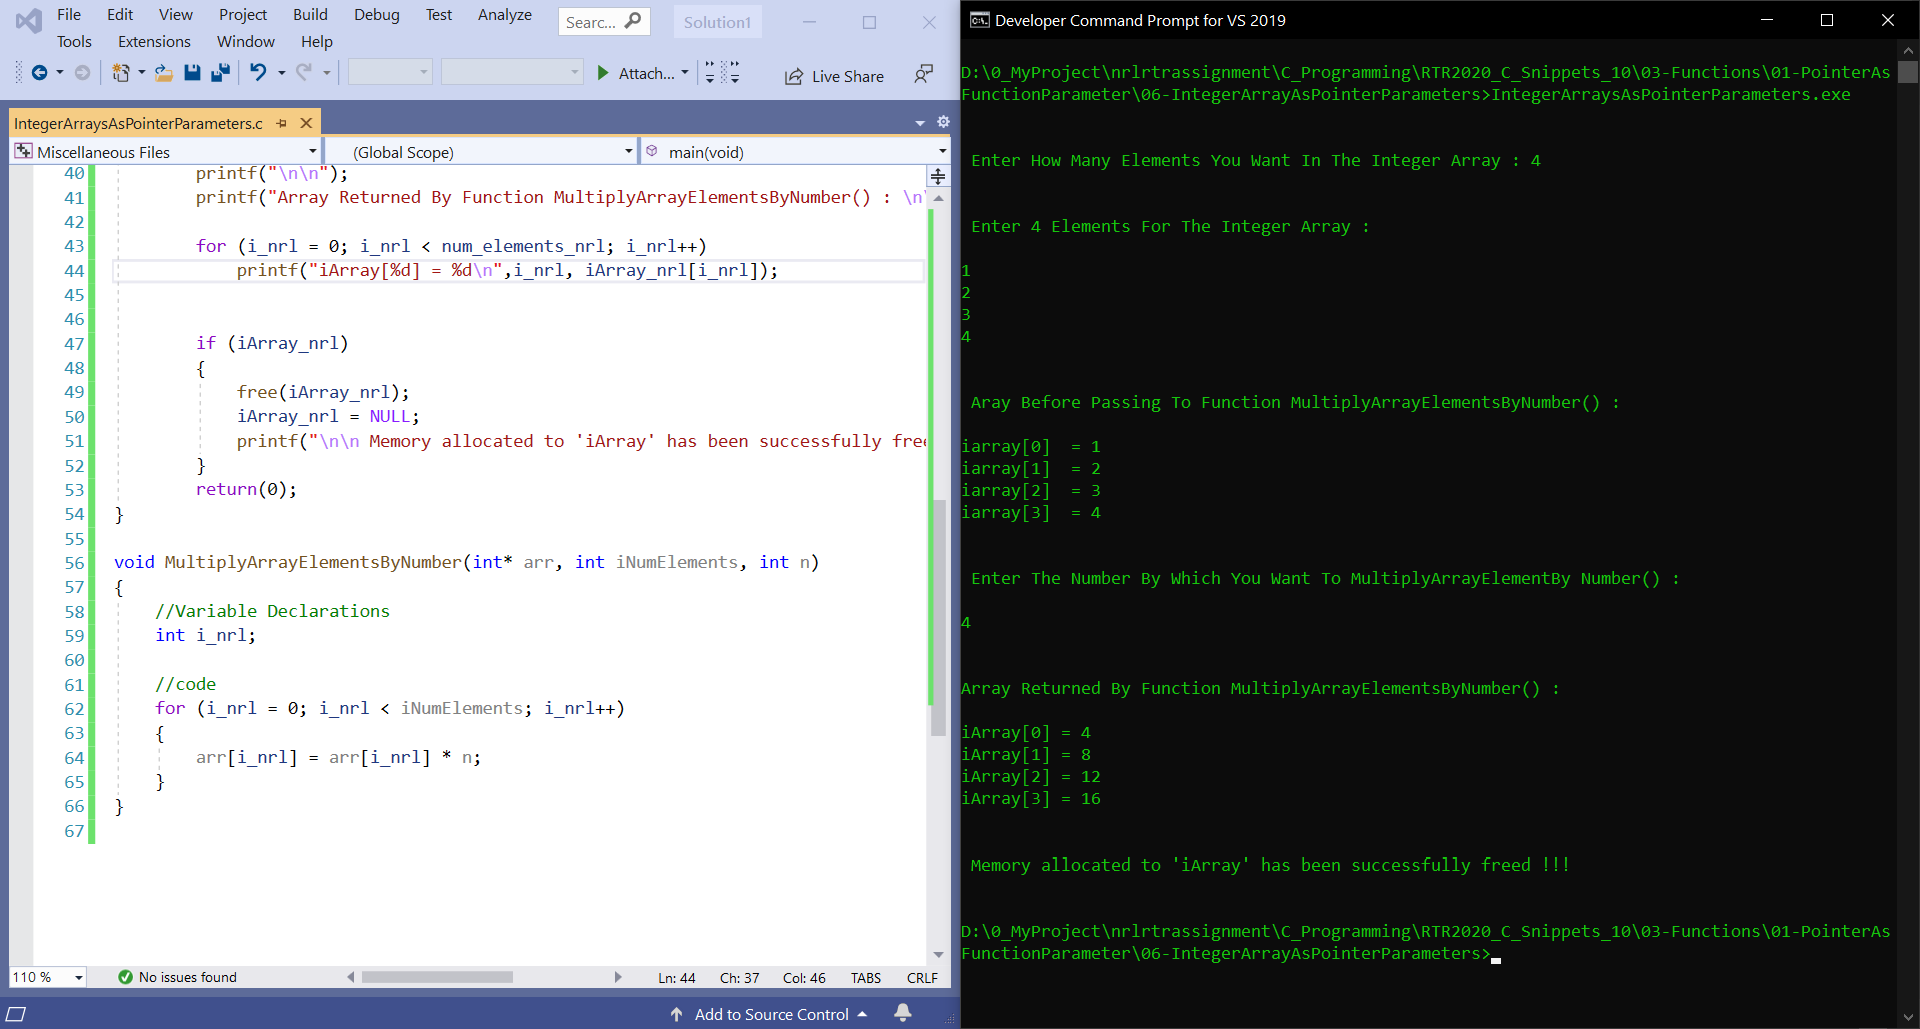 File Edit View Project Build Debug Test Analyze Searc... Solution1
Tools Extensions Window Help
Attach... Live Share
IntegerArraysAsPointerParameters.c
Miscellaneous Files (Global Scope) main(void)
40 printf("\n\n");
41 printf("Array Returned By Function MultiplyArrayElementsByNumber() : \n
42
43 for (i_nrl = 0; i_nrl < num_elements_nrl; i_nrl++)
44 printf("iArray[%d] = %d\n",i_nrl, iArray_nrl[i_nrl]);
45
46
47 if (iArray_nrl)
48 {
49 free(iArray_nrl);
50 iArray_nrl = NULL;
51 printf("\n\n Memory allocated to 'iArray' has been successfully free
52 }
53 return(0);
54 }
55
56 void MultiplyArrayElementsByNumber(int* arr, int iNumElements, int n)
57 {
58 //Variable Declarations
59 int i_nrl;
60
61 //code
62 for (i_nrl = 0; i_nrl < iNumElements; i_nrl++)
63 {
64 arr[i_nrl] = arr[i_nrl] * n;
65 }
66 }
67
110 % No issues found Ln: 44 Ch: 37 Col: 46 TABS CRLF
Add to Source Control
Developer Command Prompt for VS 2019
D:\0_MyProject\nrlrtrassignment\C_Programming\RTR2020_C_Snippets_10\03-Functions\01-PointerAs
FunctionParameter\06-IntegerArrayAsPointerParameters>IntegerArraysAsPointerParameters.exe
Enter How Many Elements You Want In The Integer Array : 4
Enter 4 Elements For The Integer Array :
1
2
3
4
Aray Before Passing To Function MultiplyArrayElementsByNumber() :
iarray[0] = 1
iarray[1] = 2
iarray[2] = 3
iarray[3] = 4
Enter The Number By Which You Want To MultiplyArrayElementBy Number() :
4
Array Returned By Function MultiplyArrayElementsByNumber() :
iArray[0] = 4
iArray[1] = 8
iArray[2] = 12
iArray[3] = 16
Memory allocated to 'iArray' has been successfully freed !!!
D:\0_MyProject\nrlrtrassignment\C_Programming\RTR2020_C_Snippets_10\03-Functions\01-PointerAs
FunctionParameter\06-IntegerArrayAsPointerParameters>